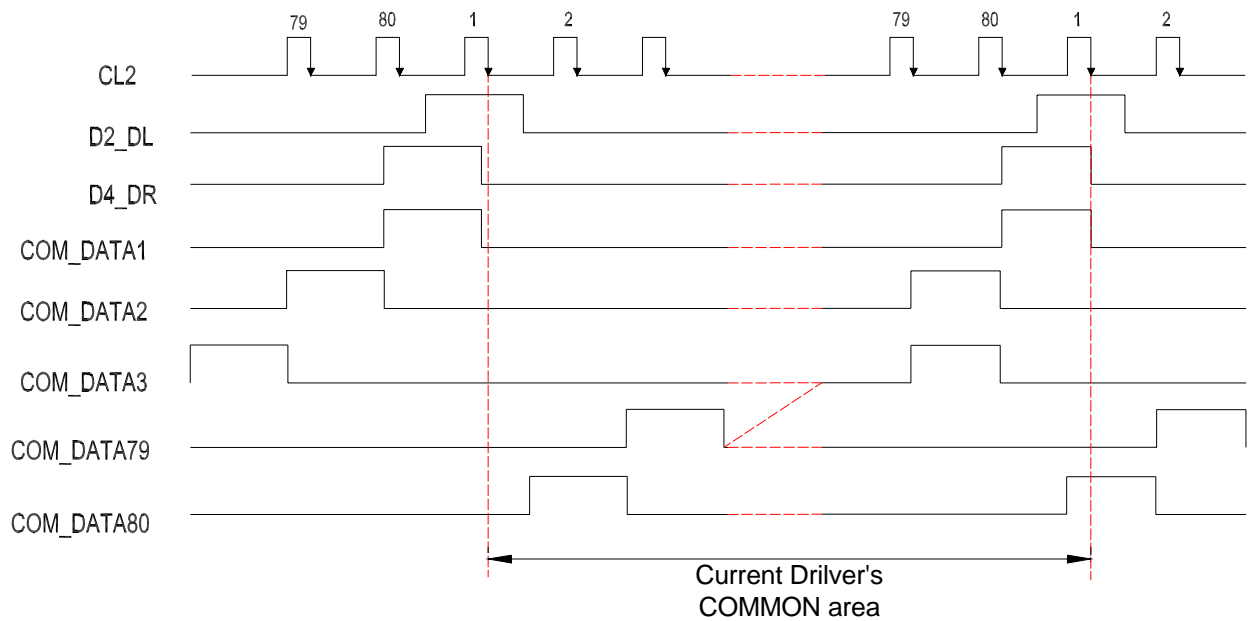 79 80 1 2 79 80 1 2
CL2
D2_DL
D4_DR
COM_DATA1
COM_DATA2
COM_DATA3
COM_DATA79
COM_DATA80
Current Drilver's
COMMON area